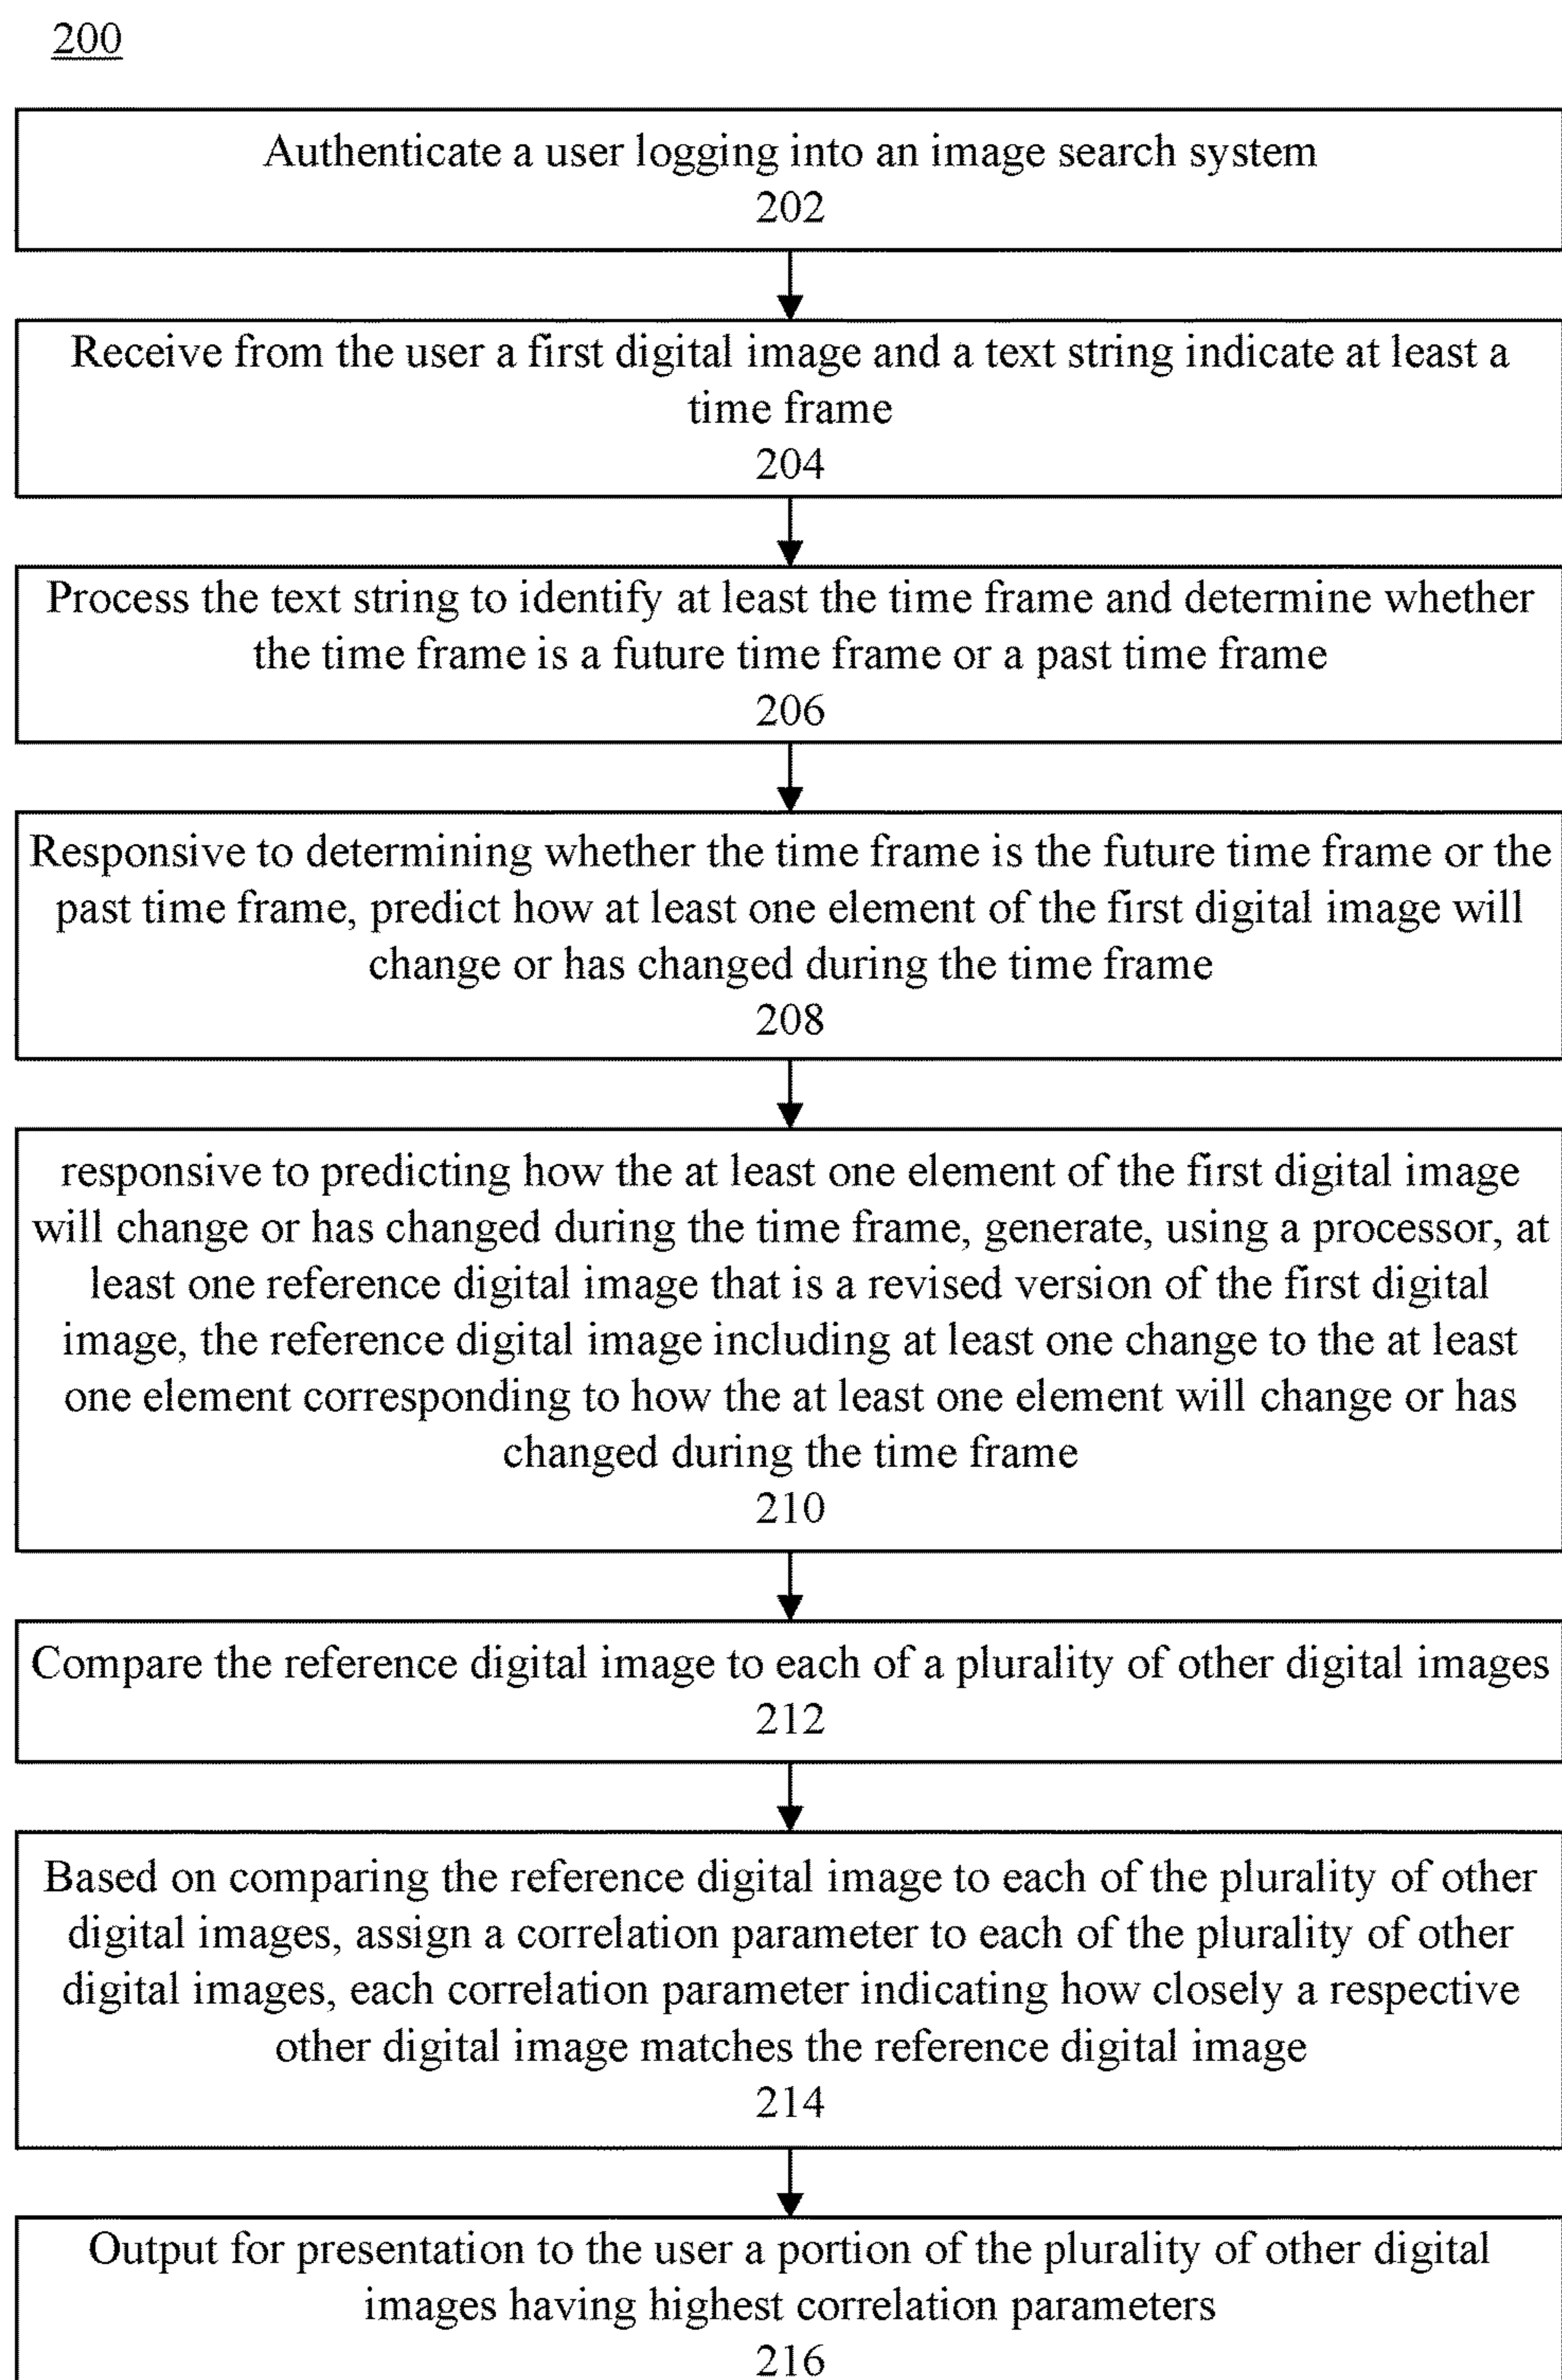 200
Authenticate a user logging into an image search system
202
Receive from the user a first digital image and a text string indicate at least a
time frame
204
Process the text string to identify at least the time frame and determine whether
the time frame is a future time frame or a past time frame
206
Responsive to determining whether the time frame is the future time frame or the
past time frame, predict how at least one element of the first digital image will
change or has changed during the time frame
208
responsive to predicting how the at least one element of the first digital image
will change or has changed during the time frame, generate, using a processor, at
least one reference digital image that is a revised version of the first digital
image, the reference digital image including at least one change to the at least
one element corresponding to how the at least one element will change or has
changed during the time frame
210
Compare the reference digital image to each of a plurality of other digital images
212
Based on comparing the reference digital image to each of the plurality of other
digital images, assign a correlation parameter to each of the plurality of other
digital images, each correlation parameter indicating how closely a respective
other digital image matches the reference digital image
214
Output for presentation to the user a portion of the plurality of other digital
images having highest correlation parameters
216